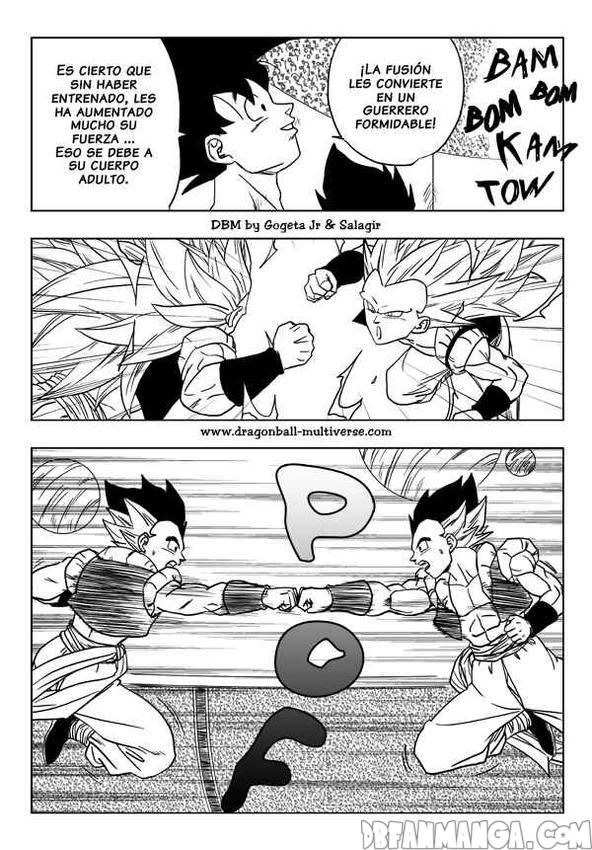 ES CIERTO QUE
SIN HABER
ENTRENADO, LES
HA AUMENTADO
MUCHO SU
FUERZA ...
ESO SE DEBE A
SU CUERPO
ADULTO.
¡LA FUSIÓN
LES CONVIERTE
EN UN
GUERRERO
FORMIDABLE!
BAM
BOM BOM
KAM
TOW
DBM by Gogeta Jr & Salagir
www.dragonball-multiverse.com
POF
DBFANMANGA.COM